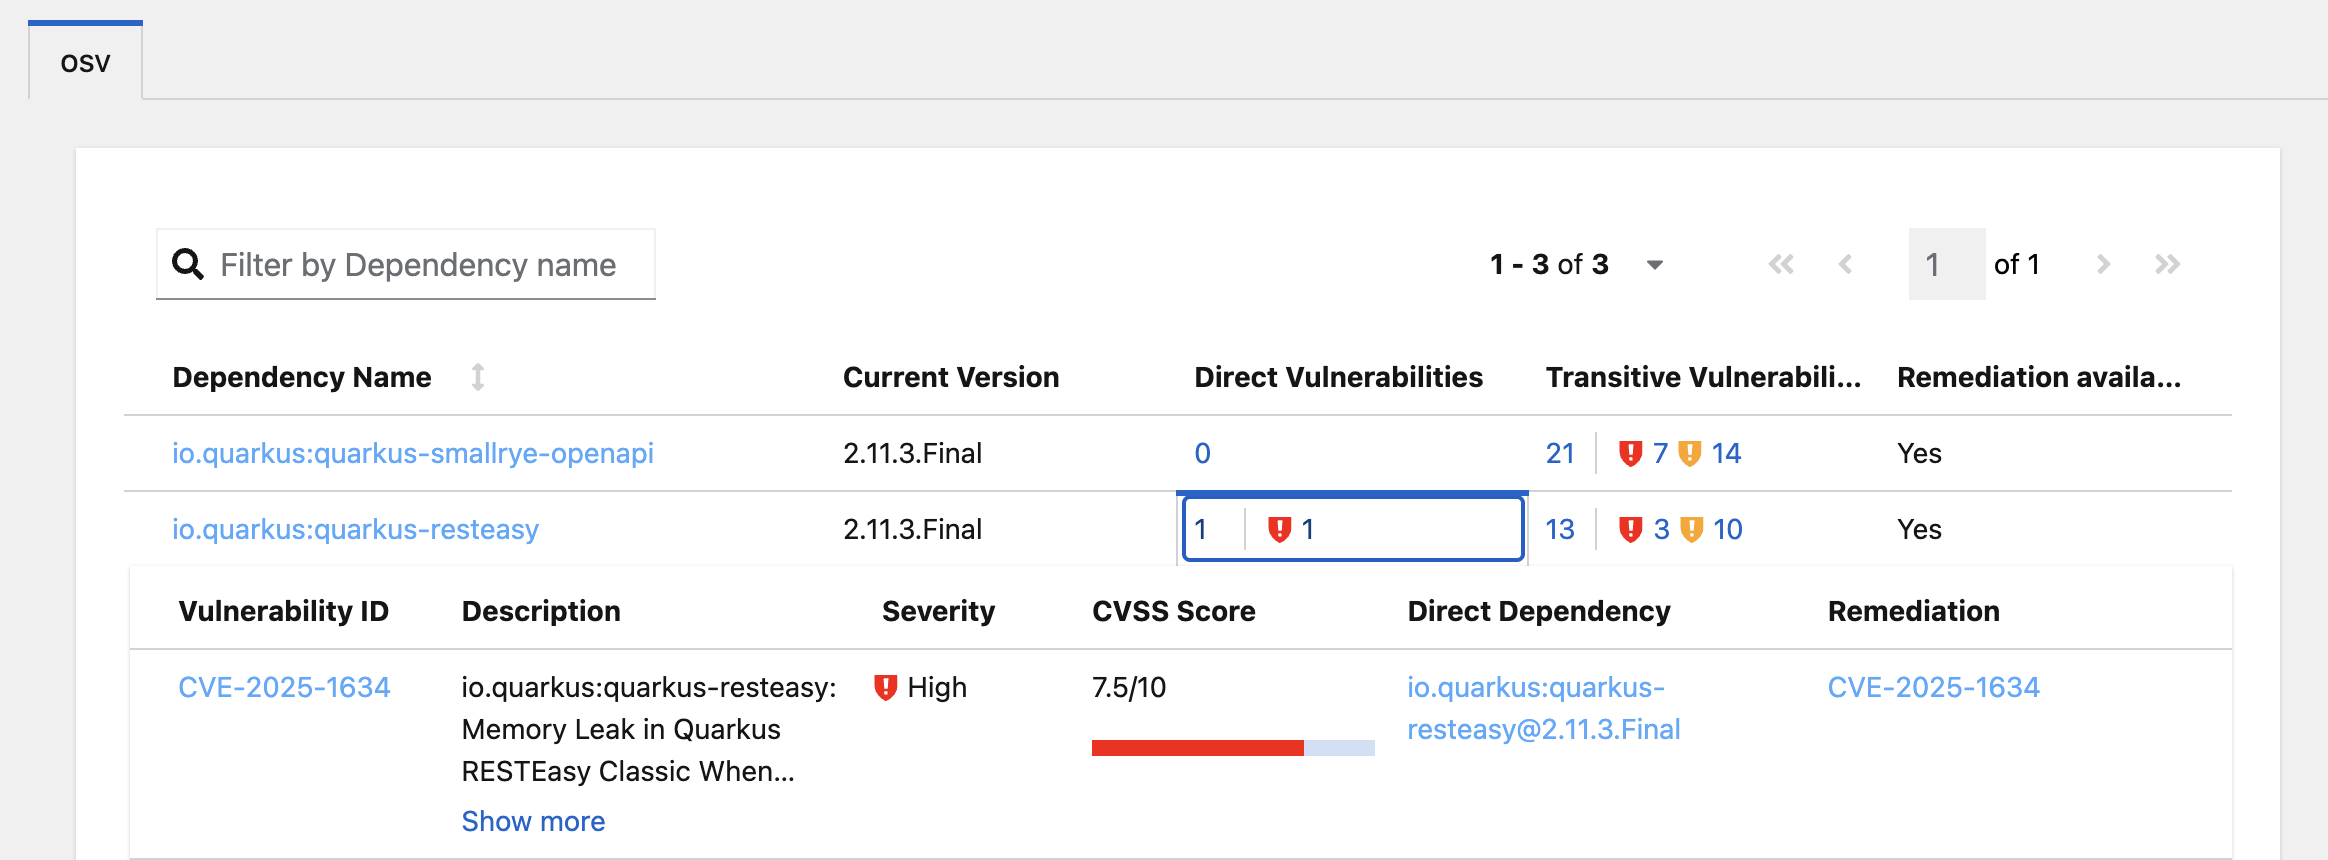 OSV
Filter by Dependency name
1 - 3 of 3
1 of 1
Dependency Name Current Version Direct Vulnerabilities Transitive Vulnerabili... Remediation availa...
io.quarkus:quarkus-smallrye-openapi 2.11.3.Final 0 21 7 14 Yes
io.quarkus:quarkus-resteasy 2.11.3.Final 1 1 13 3 10 Yes
Vulnerability ID Description Severity CVSS Score Direct Dependency Remediation
CVE-2025-1634 io.quarkus:quarkus-resteasy: High 7.5/10 io.quarkus:quarkus- CVE-2025-1634
Memory Leak in Quarkus resteasy@2.11.3.Final
RESTEasy Classic When...
Show more